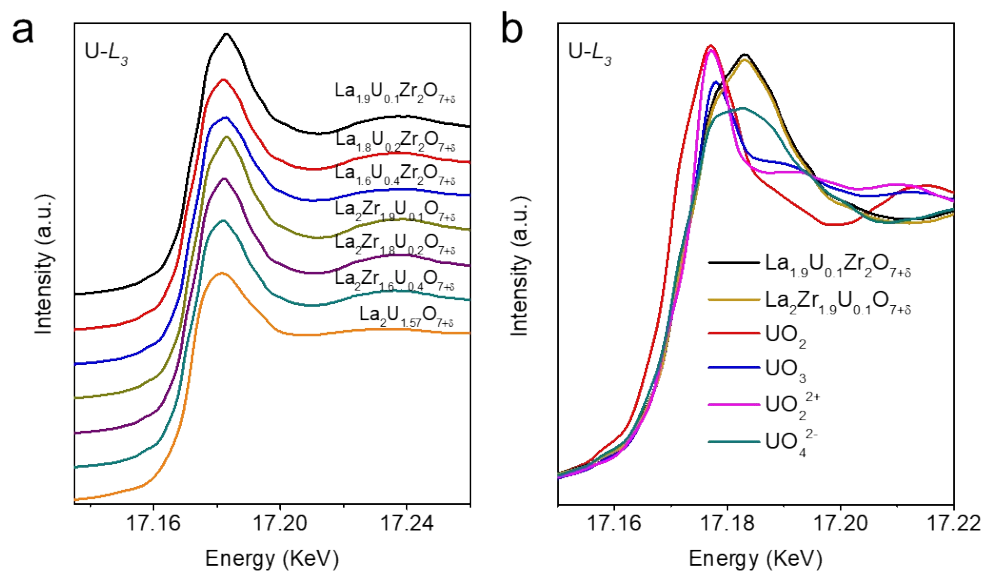 a
U-L₃
La₁.₉U₀.₁Zr₂O₇₊δ
La₁.₈U₀.₂Zr₂O₇₊δ
La₁.₆U₀.₄Zr₂O₇₊δ
La₂Zr₁.₉U₀.₁O₇₊δ
La₂Zr₁.₈U₀.₂O₇₊δ
La₂Zr₁.₆U₀.₄O₇₊δ
La₂U₁.₅₇O₇₊δ
Intensity (a.u.)
17.16 17.20 17.24
Energy (KeV)
b
U-L₃
La₁.₉U₀.₁Zr₂O₇₊δ
La₂Zr₁.₉U₀.₁O₇₊δ
UO₂
UO₃
UO₂²⁺
UO₄²⁻
Intensity (a.u.)
17.16 17.18 17.20 17.22
Energy (KeV)